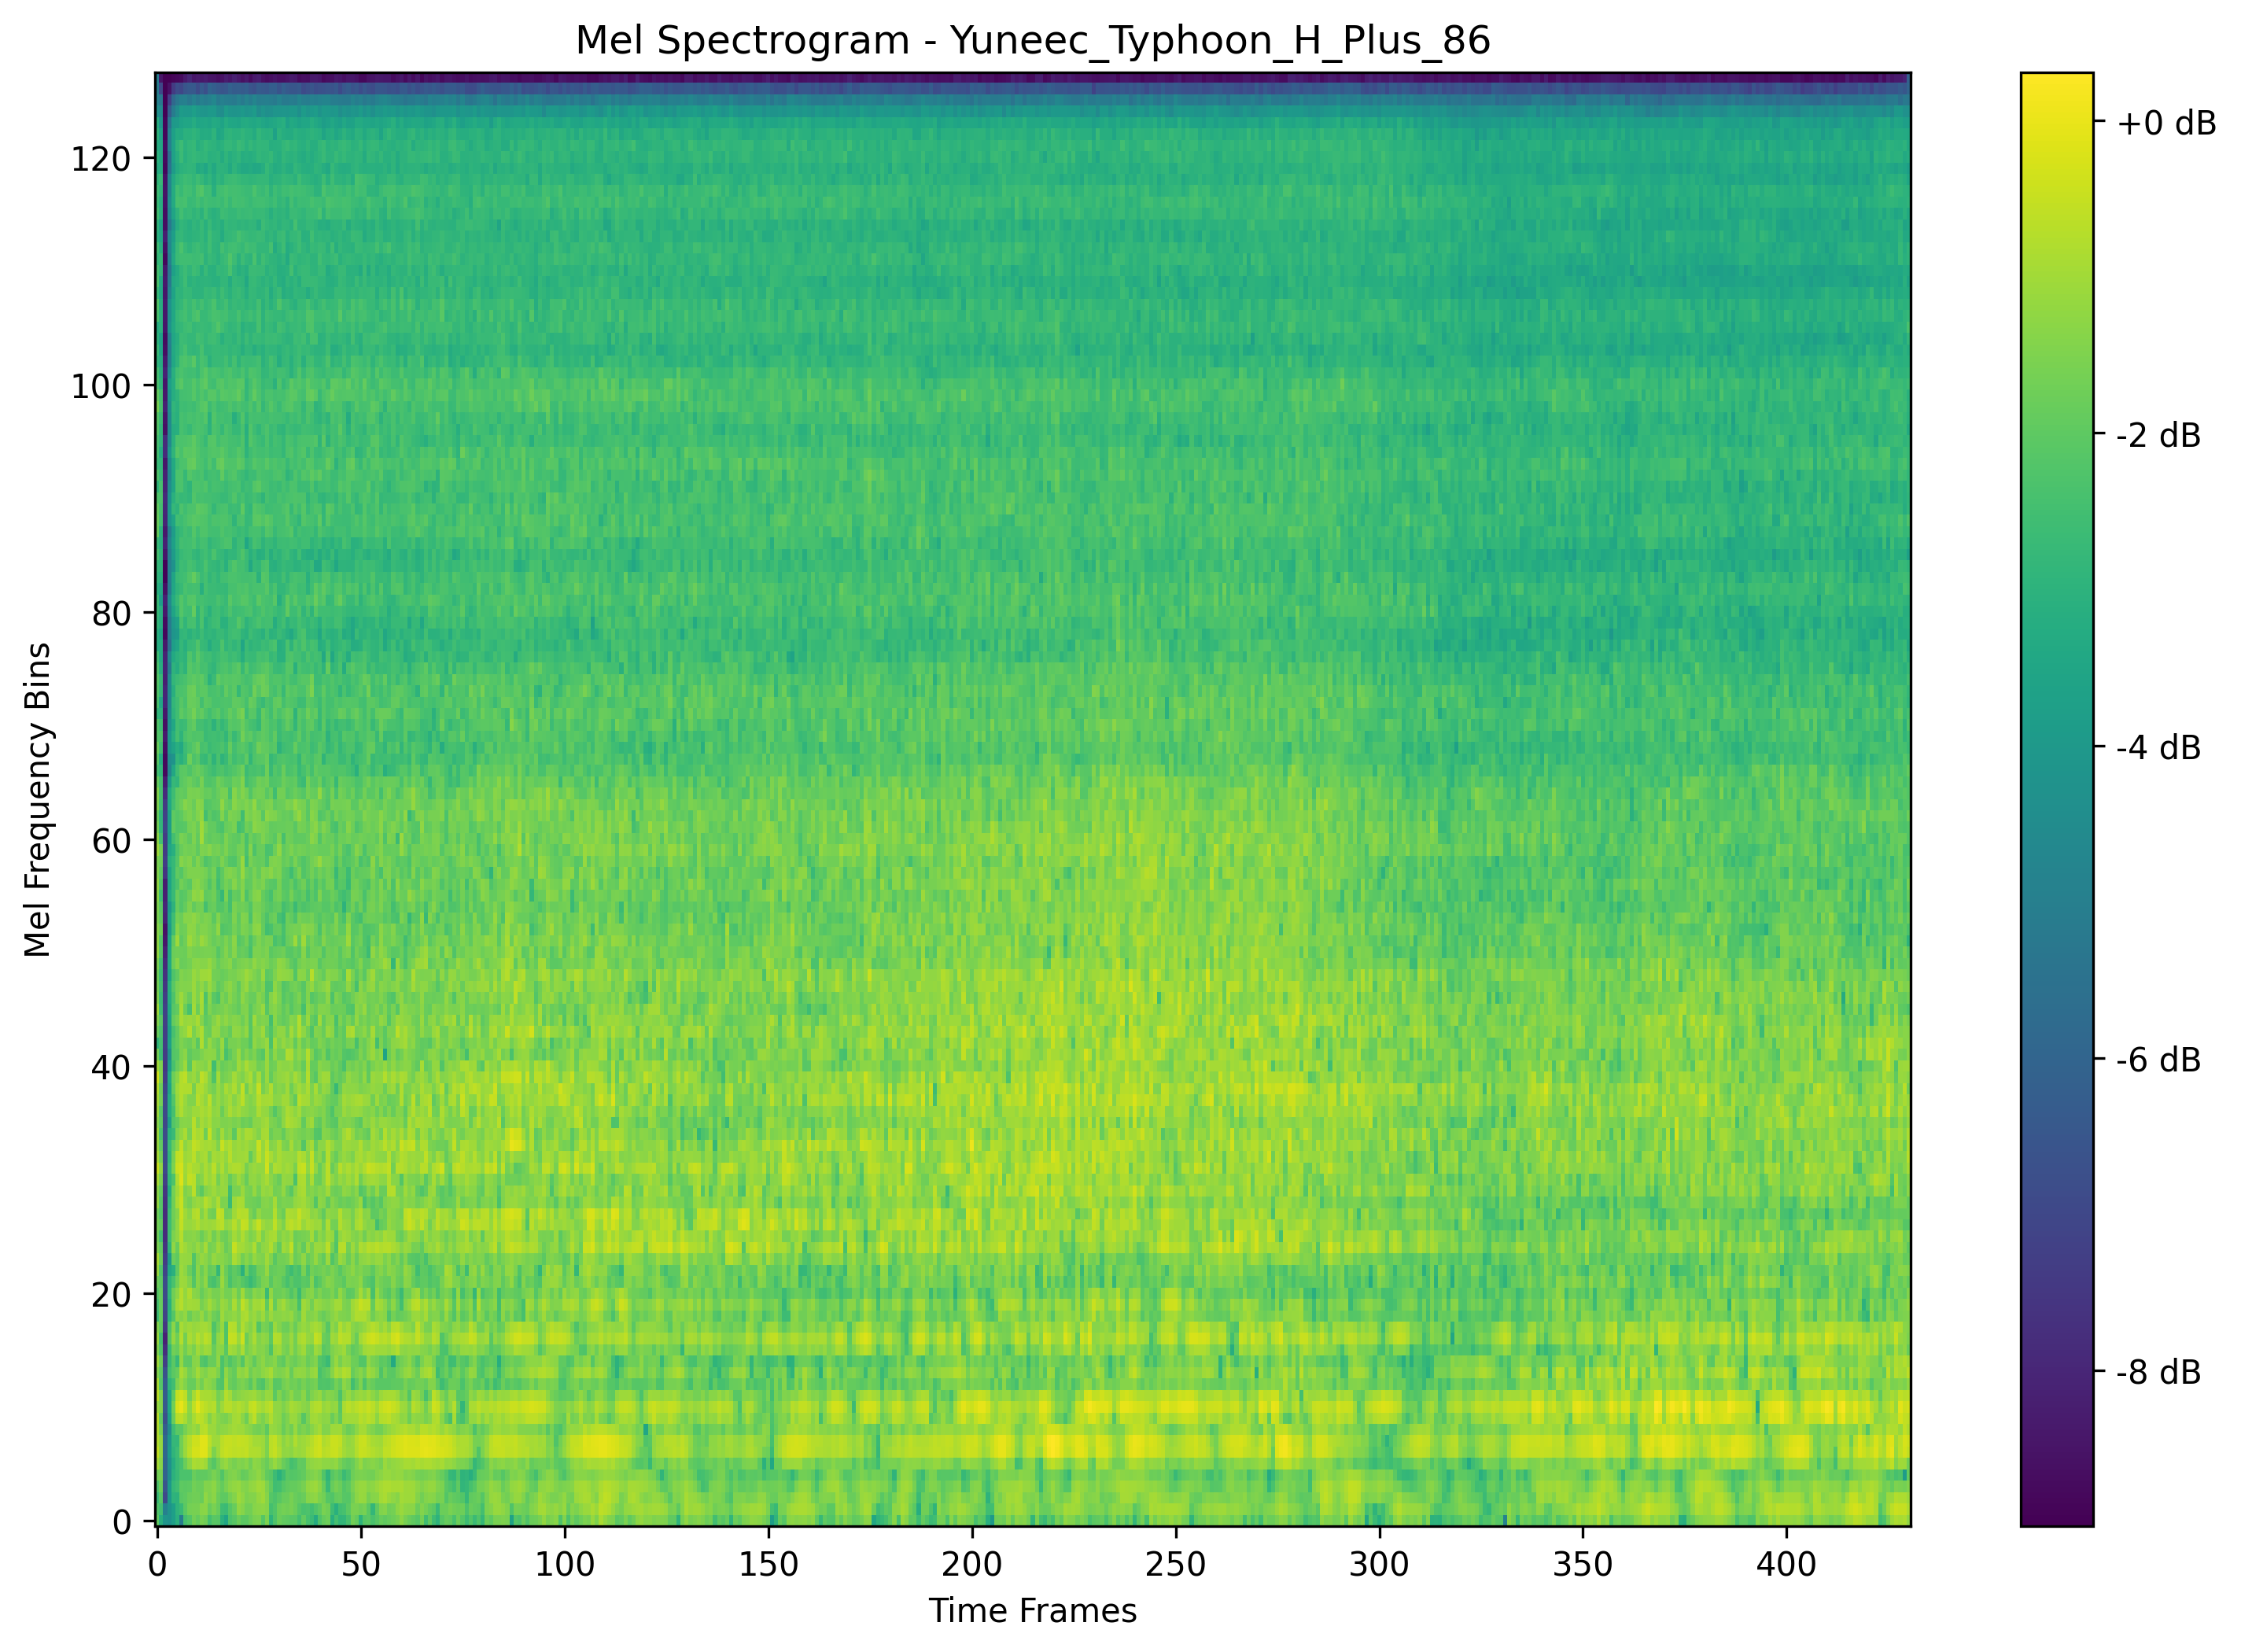 Mel Spectrogram - Yuneec_Typhoon_H_Plus_86
Mel Frequency Bins
120
100
80
60
40
20
0
0 50 100 150 200 250 300 350 400
Time Frames
+0 dB
-2 dB
-4 dB
-6 dB
-8 dB